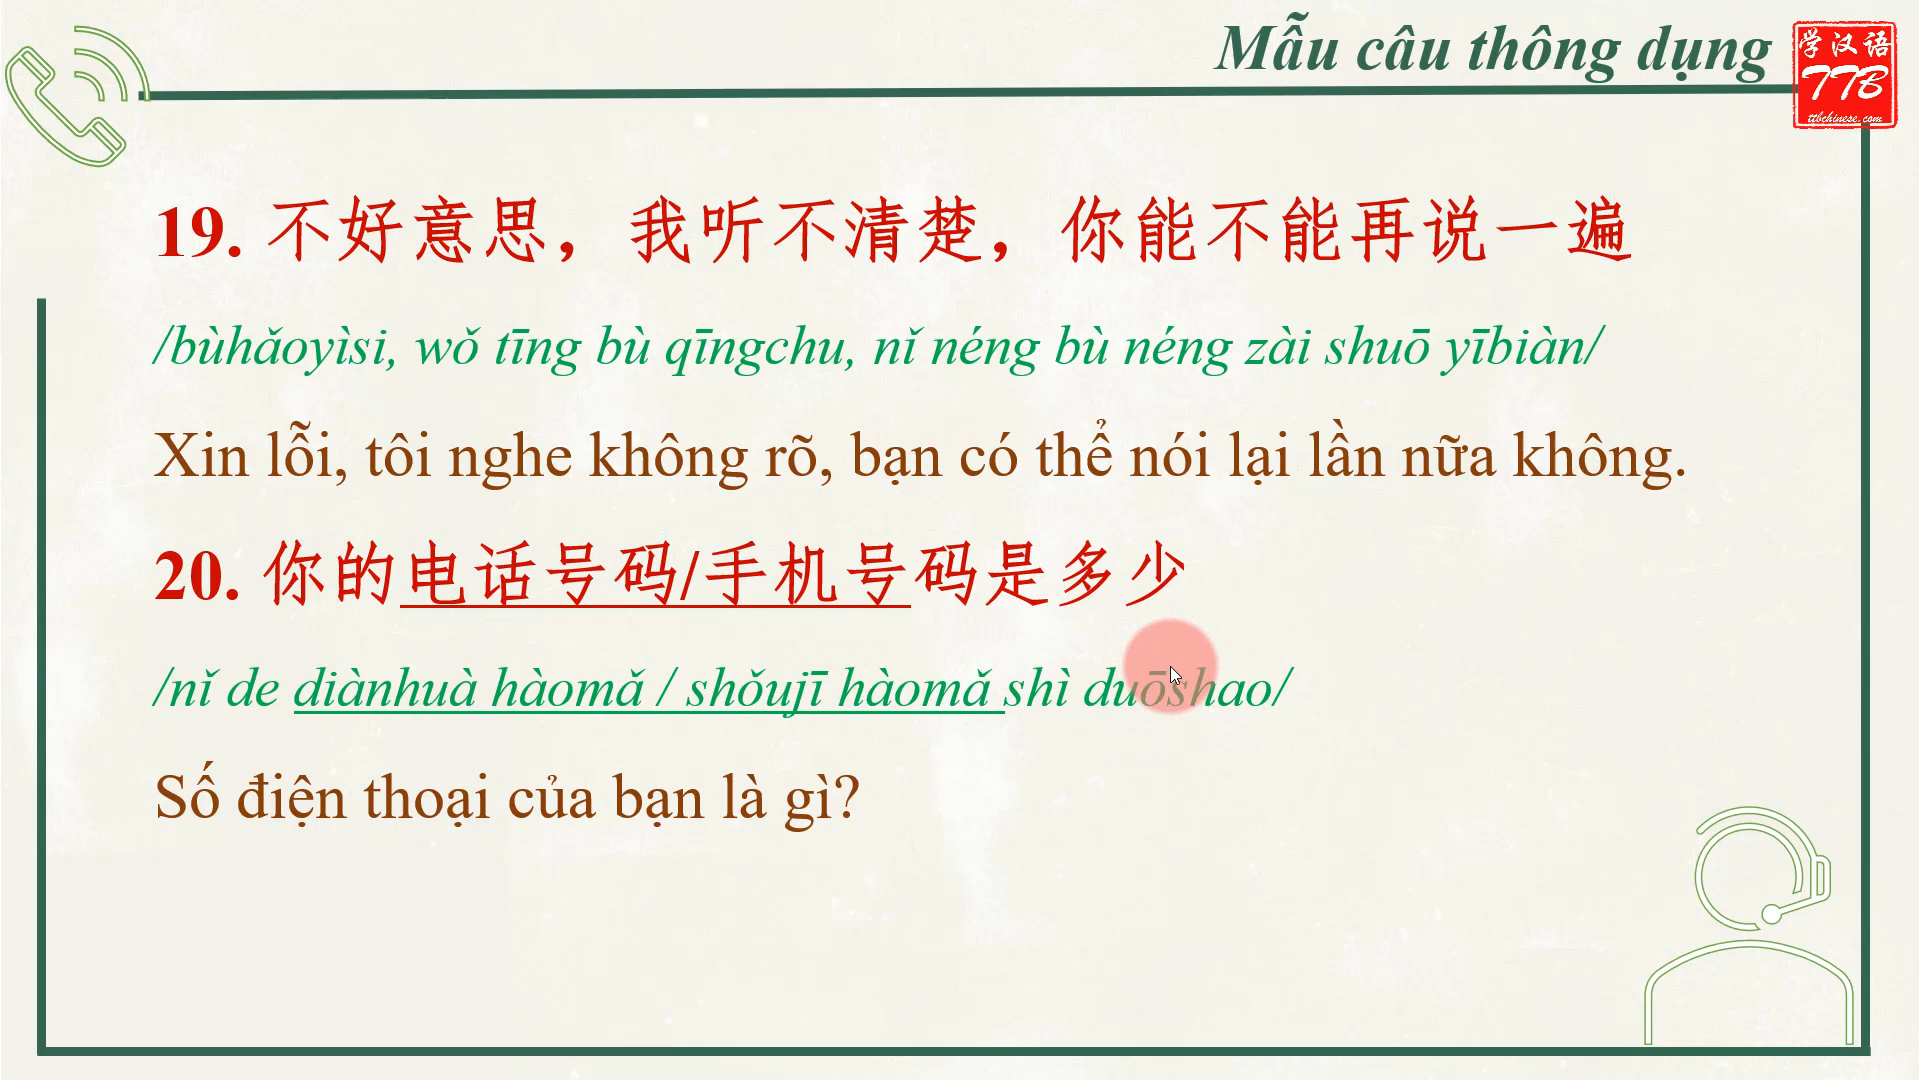 Mẫu câu thông dụng
学汉语
TTB
ttbchinese.com
19. 不好意思，我听不清楚，你能不能再说一遍
/bùhǎoyìsi, wǒ tīng bù qīngchu, nǐ néng bù néng zài shuō yībiàn/
Xin lỗi, tôi nghe không rõ, bạn có thể nói lại lần nữa không.
20. 你的电话号码/手机号码是多少
/nǐ de diànhuà hàomǎ / shǒujī hàomǎ shì duōshao/
Số điện thoại của bạn là gì?